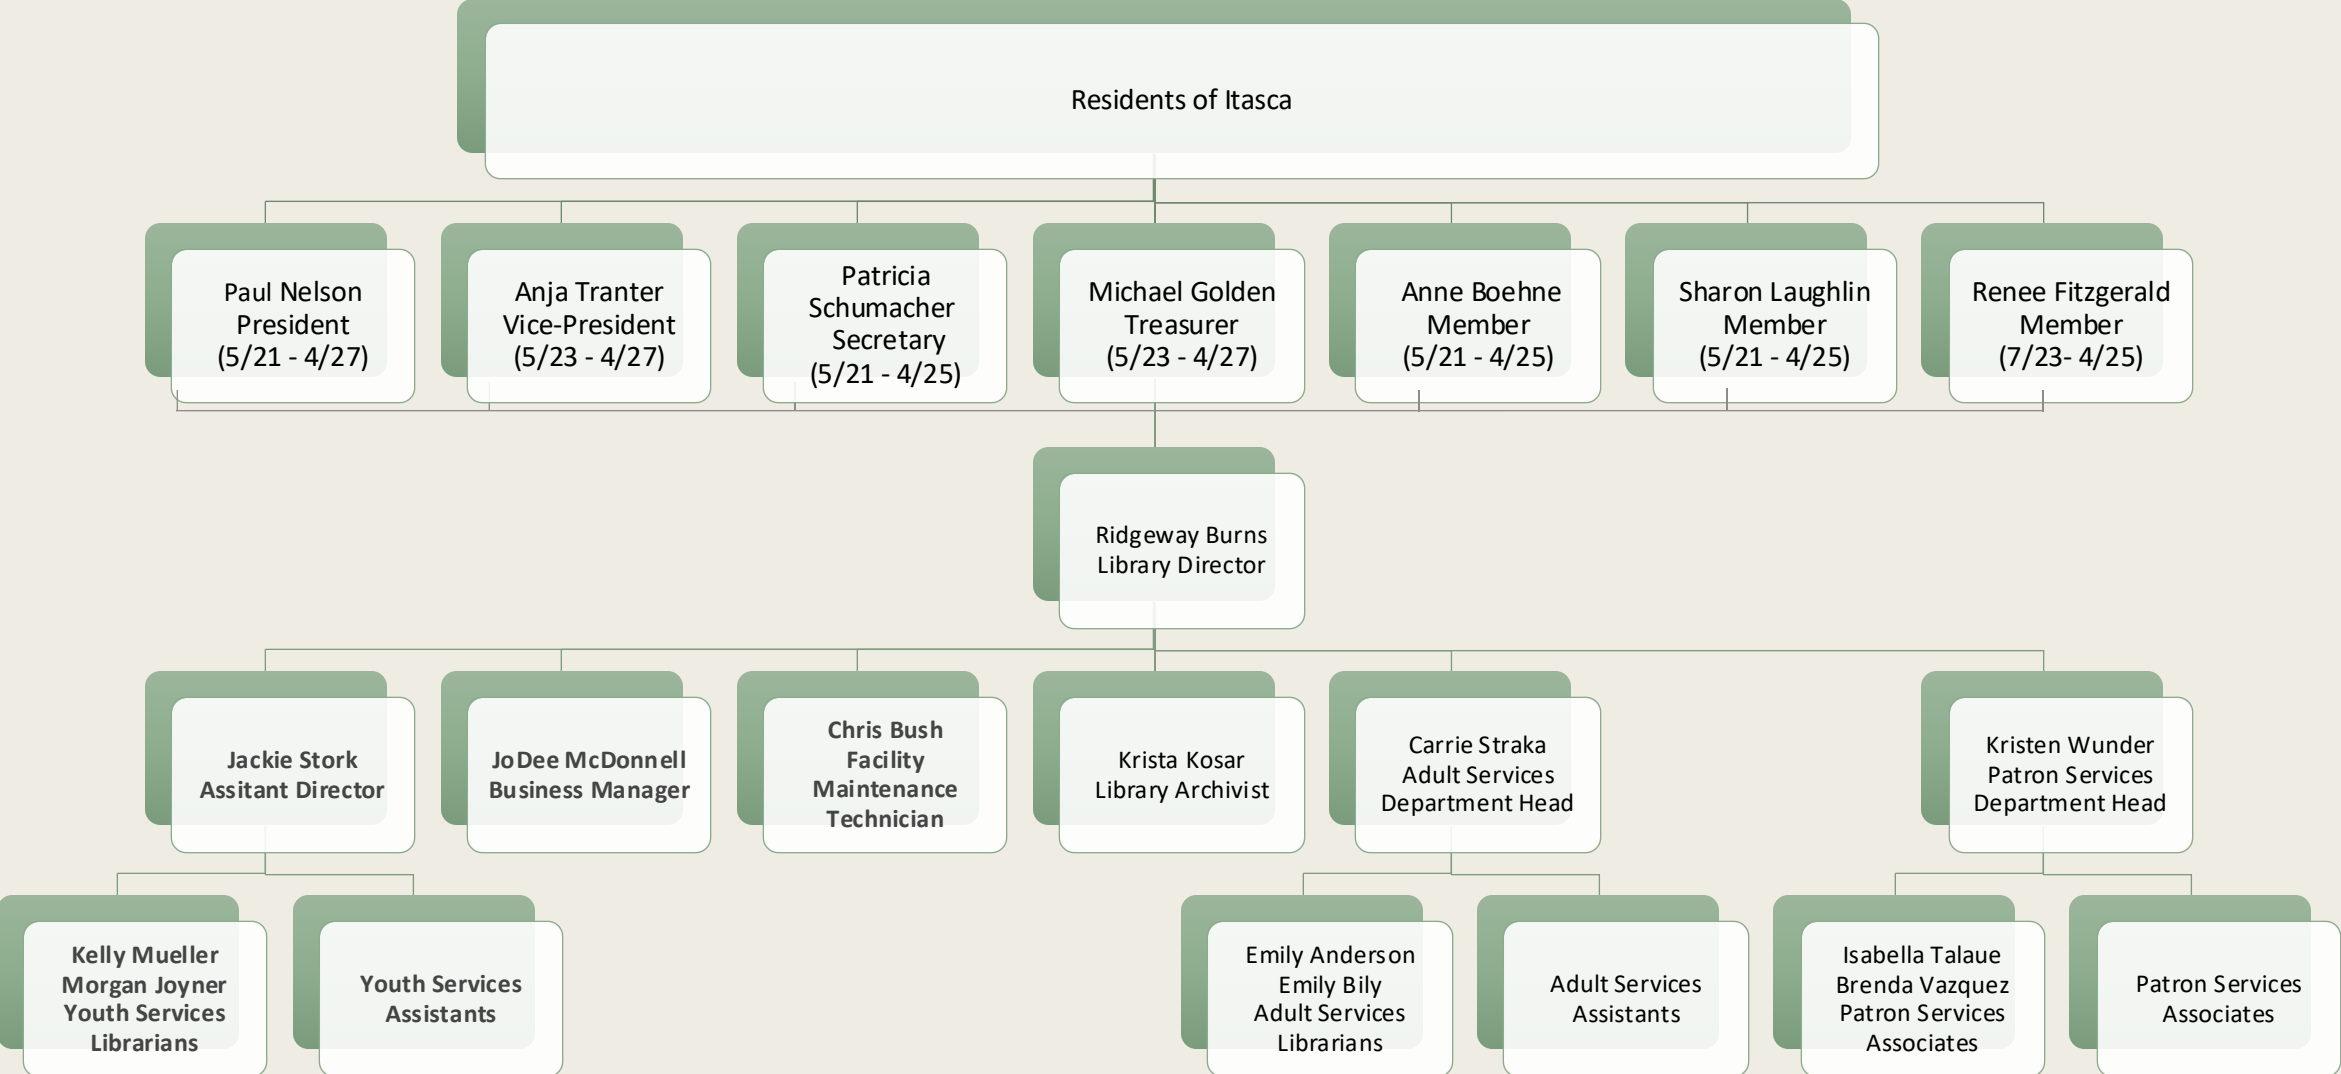 Residents of Itasca
Paul Nelson
President
(5/21 - 4/27)
Anja Tranter
Vice-President
(5/23 - 4/27)
Patricia
Schumacher
Secretary
(5/21 - 4/25)
Michael Golden
Treasurer
(5/23 - 4/27)
Anne Boehne
Member
(5/21 - 4/25)
Sharon Laughlin
Member
(5/21 - 4/25)
Renee Fitzgerald
Member
(7/23- 4/25)
Ridgeway Burns
Library Director
Jackie Stork
Assitant Director
JoDee McDonnell
Business Manager
Chris Bush
Facility
Maintenance
Technician
Krista Kosar
Library Archivist
Carrie Straka
Adult Services
Department Head
Kristen Wunder
Patron Services
Department Head
Kelly Mueller
Morgan Joyner
Youth Services
Librarians
Youth Services
Assistants
Emily Anderson
Emily Bily
Adult Services
Librarians
Adult Services
Assistants
Isabella Talaue
Brenda Vazquez
Patron Services
Associates
Patron Services
Associates